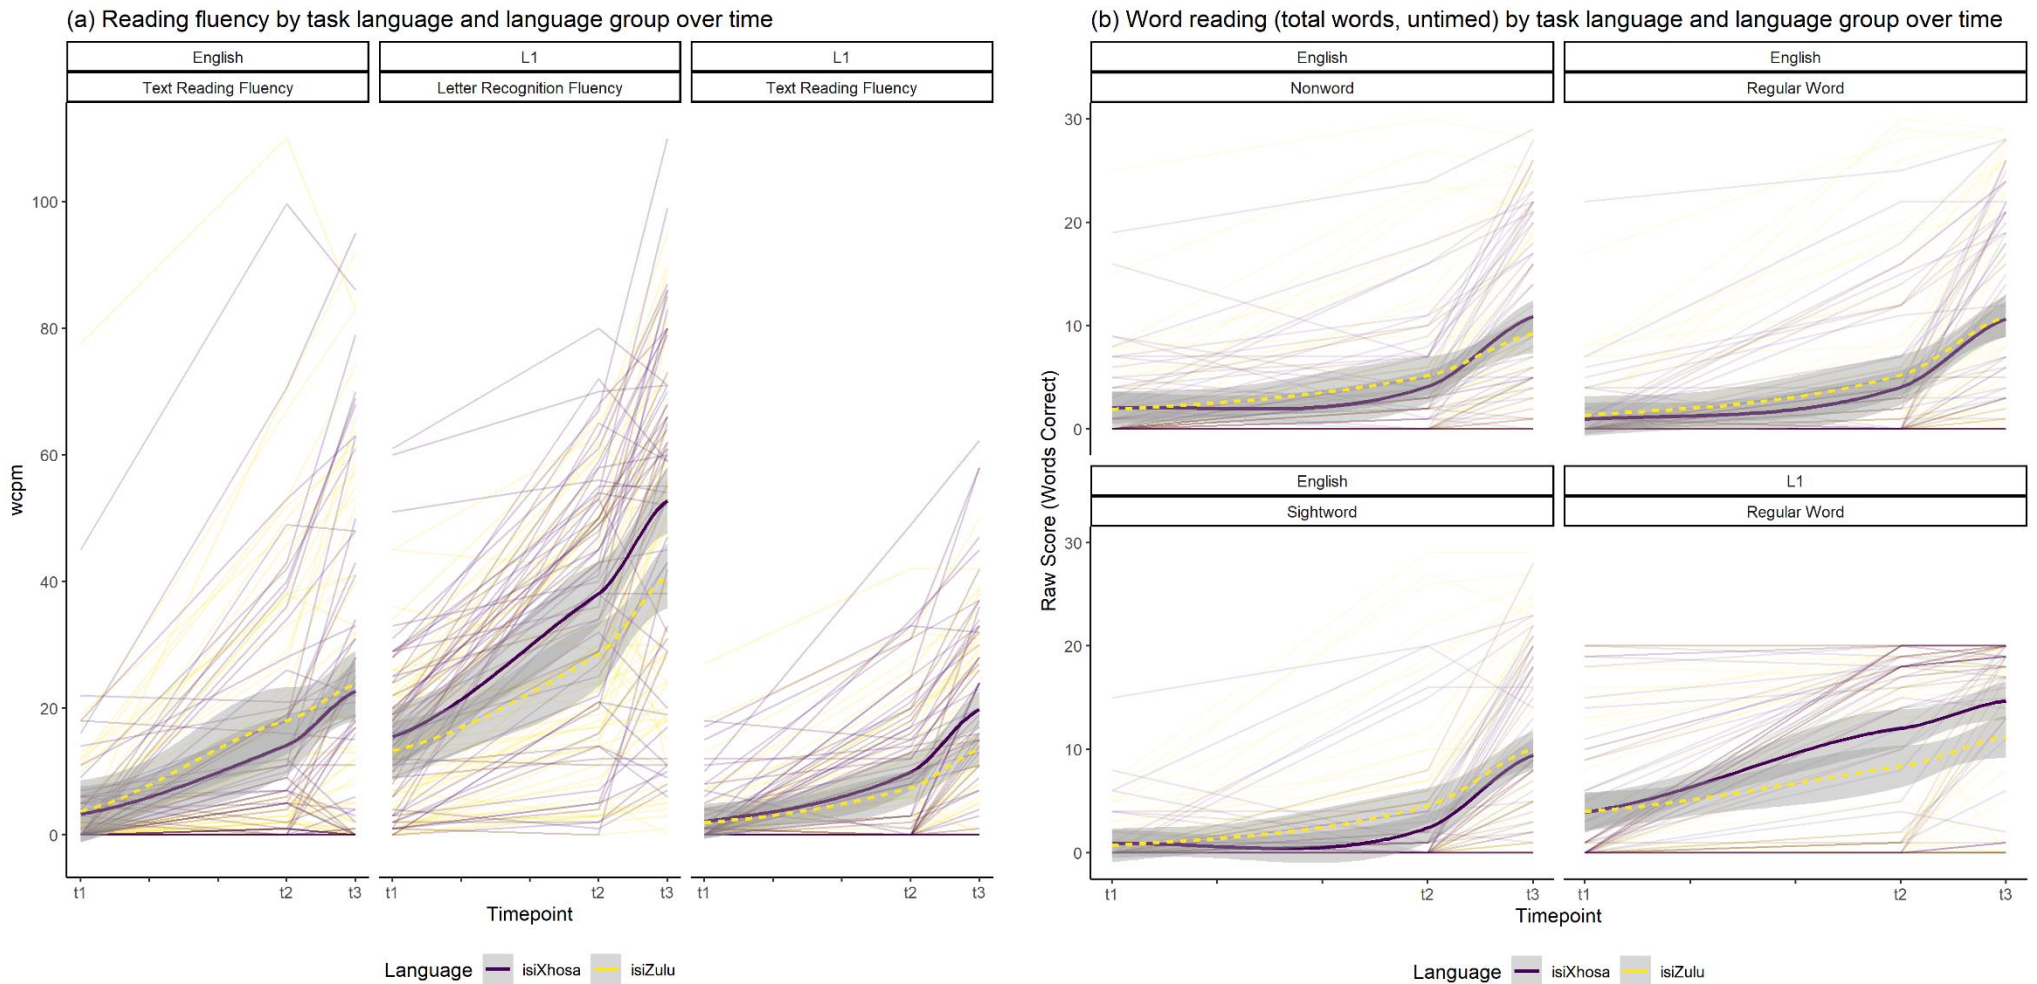 (a) Reading fluency by task language and language group over time
English
L1
L1
Text Reading Fluency
Letter Recognition Fluency
Text Reading Fluency
wcpm
100
80
60
40
20
0
t1
t2
t3
t1
t2
t3
t1
t2
t3
Timepoint
Language
isiXhosa
isiZulu
(b) Word reading (total words, untimed) by task language and language group over time
English
English
Nonword
Regular Word
30
20
10
0
English
L1
Sightword
Regular Word
30
20
10
0
Raw Score (Words Correct)
t1
t2
t3
t1
t2
t3
Timepoint
Language
isiXhosa
isiZulu